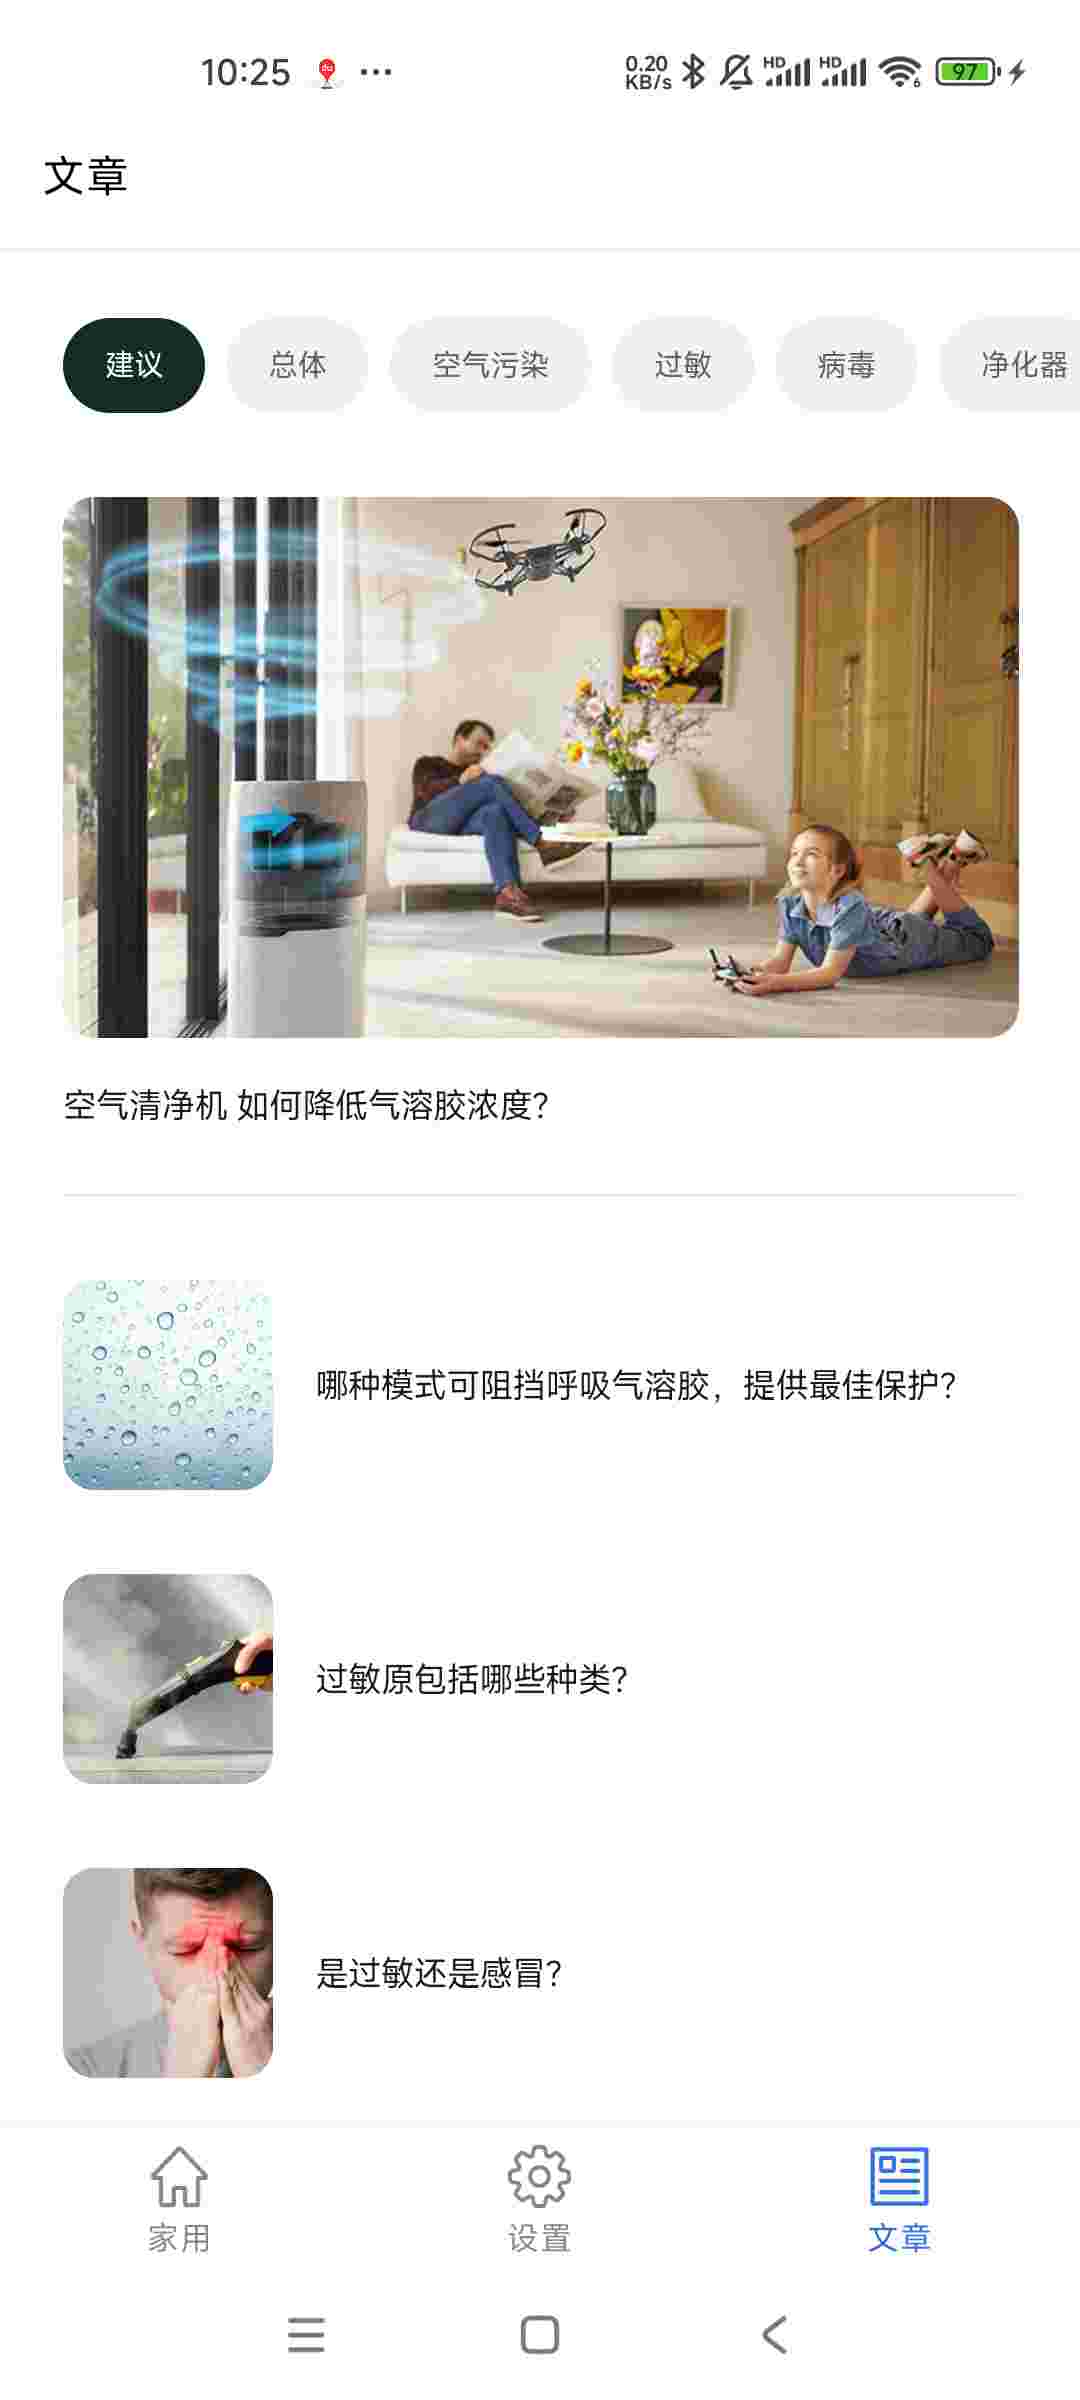 10:25
0.20
KB/s
HD
HD
6
97
文章
建议
总体
空气污染
过敏
病毒
净化器
空气清净机 如何降低气溶胶浓度?
哪种模式可阻挡呼吸气溶胶，提供最佳保护?
过敏原包括哪些种类?
是过敏还是感冒?
家用
设置
文章